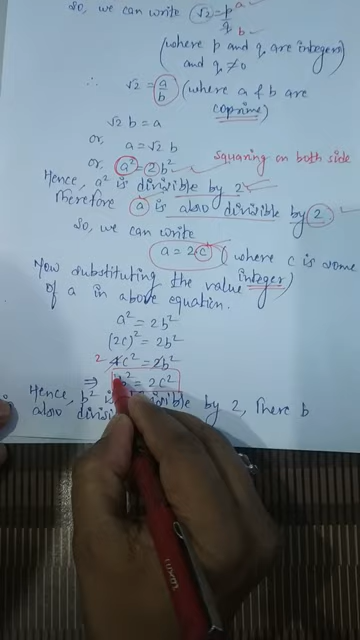 So, we can write √2 = p a
q b
(where p and q are integers)
and q ≠ 0
∴ √2 = a/b (where a & b are
coprime)
√2 b = a
or, a = √2 b
or, a² = 2b² Squaring on both side
Hence, a² is divisible by 2
Therefore a is also divisible by 2.
So, we can write
a = 2c (where c is some
integer)
Now substituting the value
of a in above equation.
a² = 2b²
(2c)² = 2b²
2 4c² = 2b²
⇒ b² = 2c²
Hence, b² is divisible by 2, There b
also